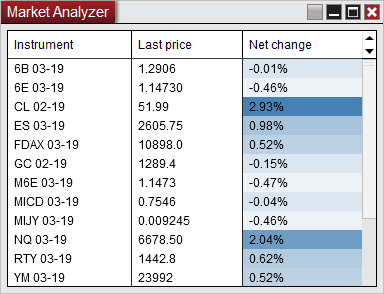 Market Analyzer
Instrument Last price Net change
6B 03-19 1.2906 -0.01%
6E 03-19 1.14730 -0.46%
CL 02-19 51.99 2.93%
ES 03-19 2605.75 0.98%
FDAX 03-19 10898.0 0.52%
GC 02-19 1289.4 -0.15%
M6E 03-19 1.1473 -0.47%
MICD 03-19 0.7546 -0.04%
MIJY 03-19 0.009245 -0.46%
NQ 03-19 6678.50 2.04%
RTY 03-19 1442.8 0.62%
YM 03-19 23992 0.52%